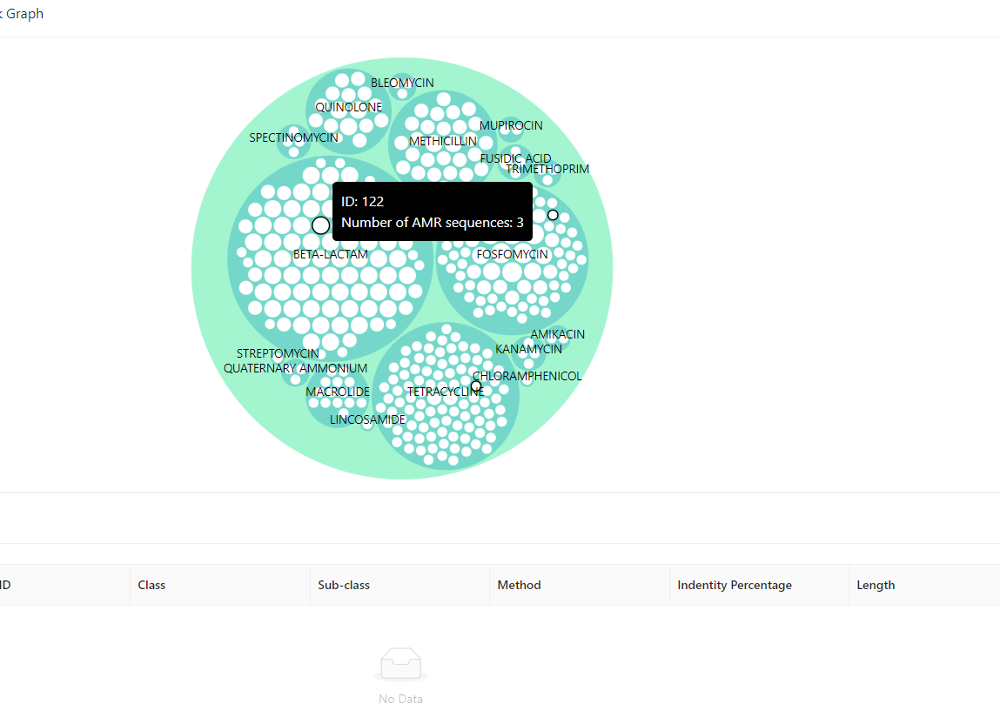 Graph
BLEOMYCIN
QUINOLONE
MUPIROCIN
SPECTINOMYCIN
METHICILLIN
FUSIDIC ACID
TRIMETHOPRIM
ID: 122
Number of AMR sequences: 3
BETA-LACTAM
FOSFOMYCIN
AMIKACIN
KANAMYCIN
STREPTOMYCIN
QUATERNARY AMMONIUM
CHLORAMPHENICOL
MACROLIDE
TETRACYCLINE
LINCOSAMIDE
ID Class Sub-class Method Indentity Percentage Length
No Data